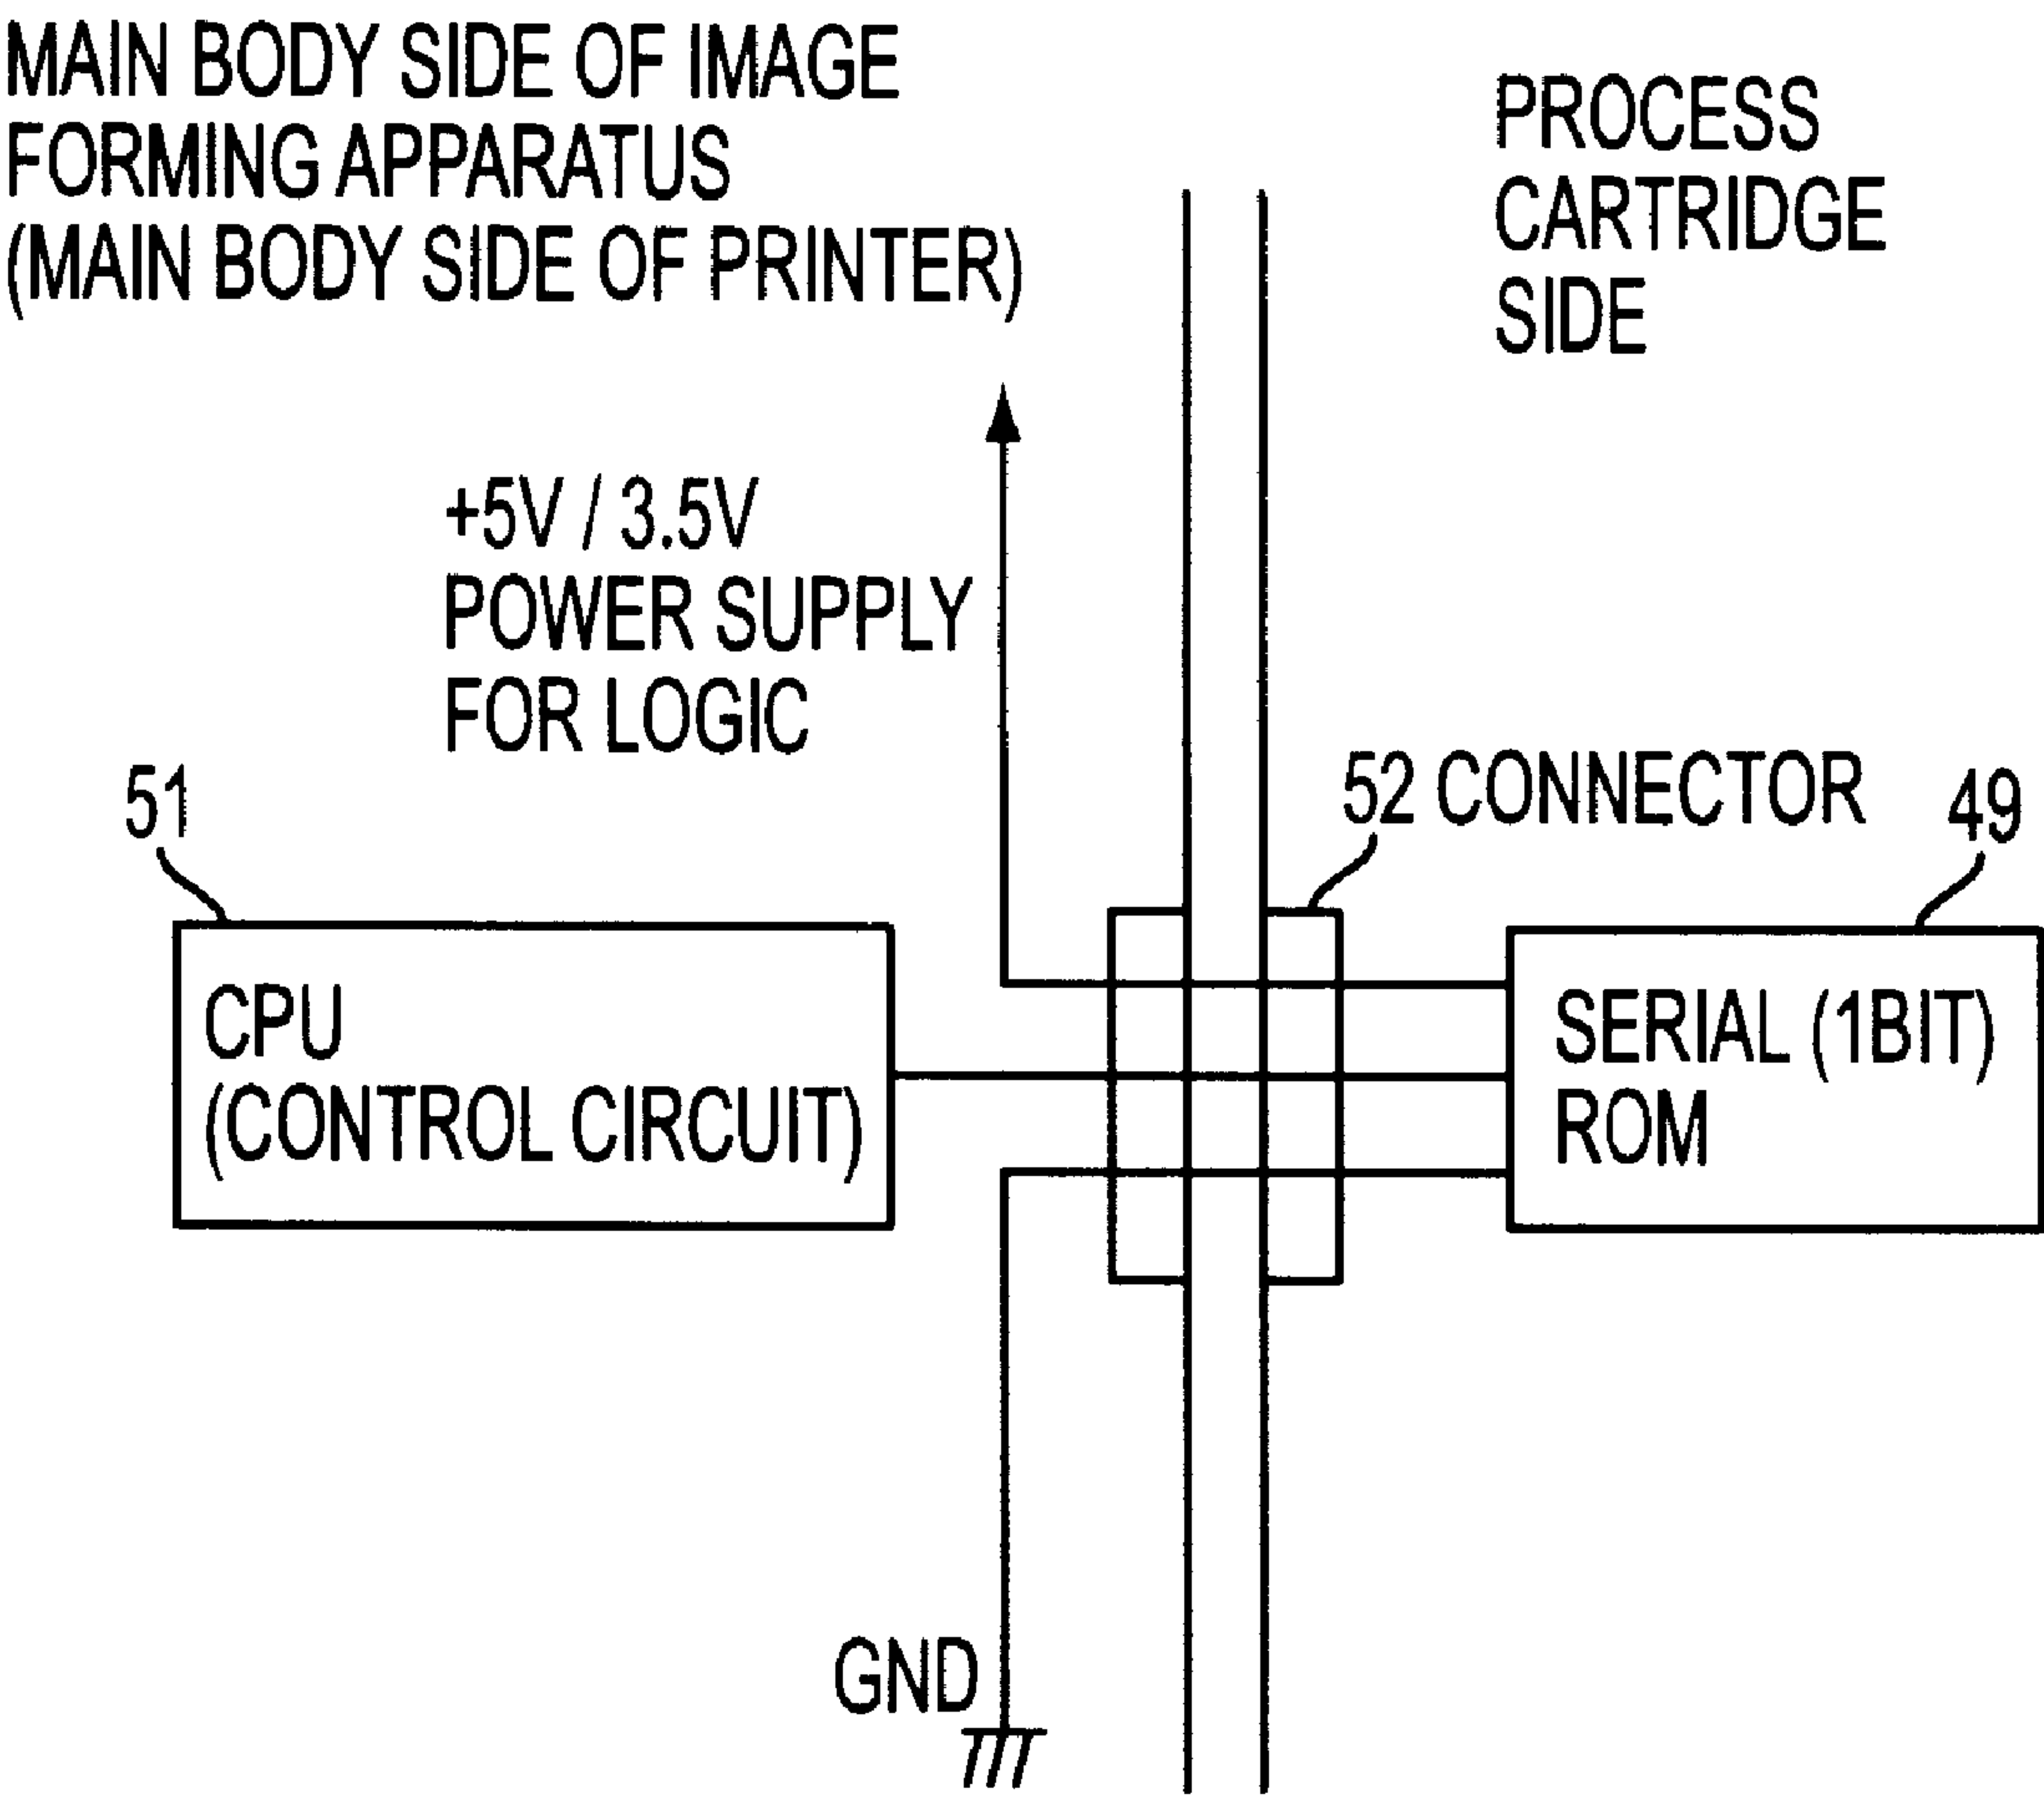 MAIN BODY SIDE OF IMAGE
FORMING APPARATUS
(MAIN BODY SIDE OF PRINTER)
PROCESS
CARTRIDGE
SIDE
+5V / 3.5V
POWER SUPPLY
FOR LOGIC
51
52 CONNECTOR
49
CPU
(CONTROL CIRCUIT)
SERIAL (1BIT)
ROM
GND